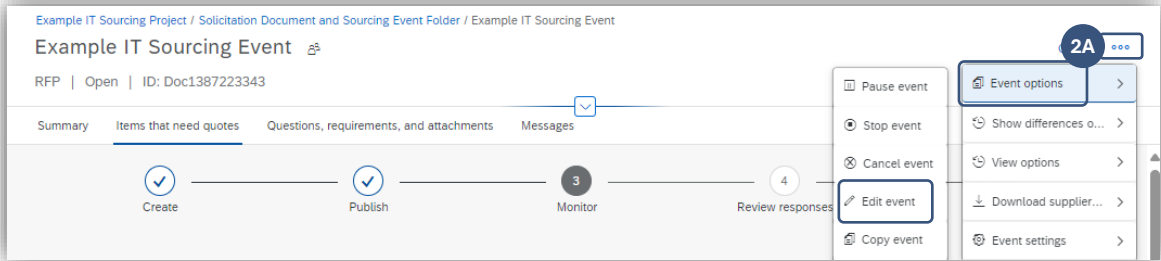 Example IT Sourcing Project / Solicitation Document and Sourcing Event Folder / Example IT Sourcing Event
Example IT Sourcing Event
2A
RFP | Open | ID: Doc1387223343
Pause event
Event options
Summary Items that need quotes Questions, requirements, and attachments Messages
Stop event
Show differences o...
Cancel event
View options
3
4
Edit event
Download supplier...
Create Publish Monitor Review responses
Copy event
Event settings